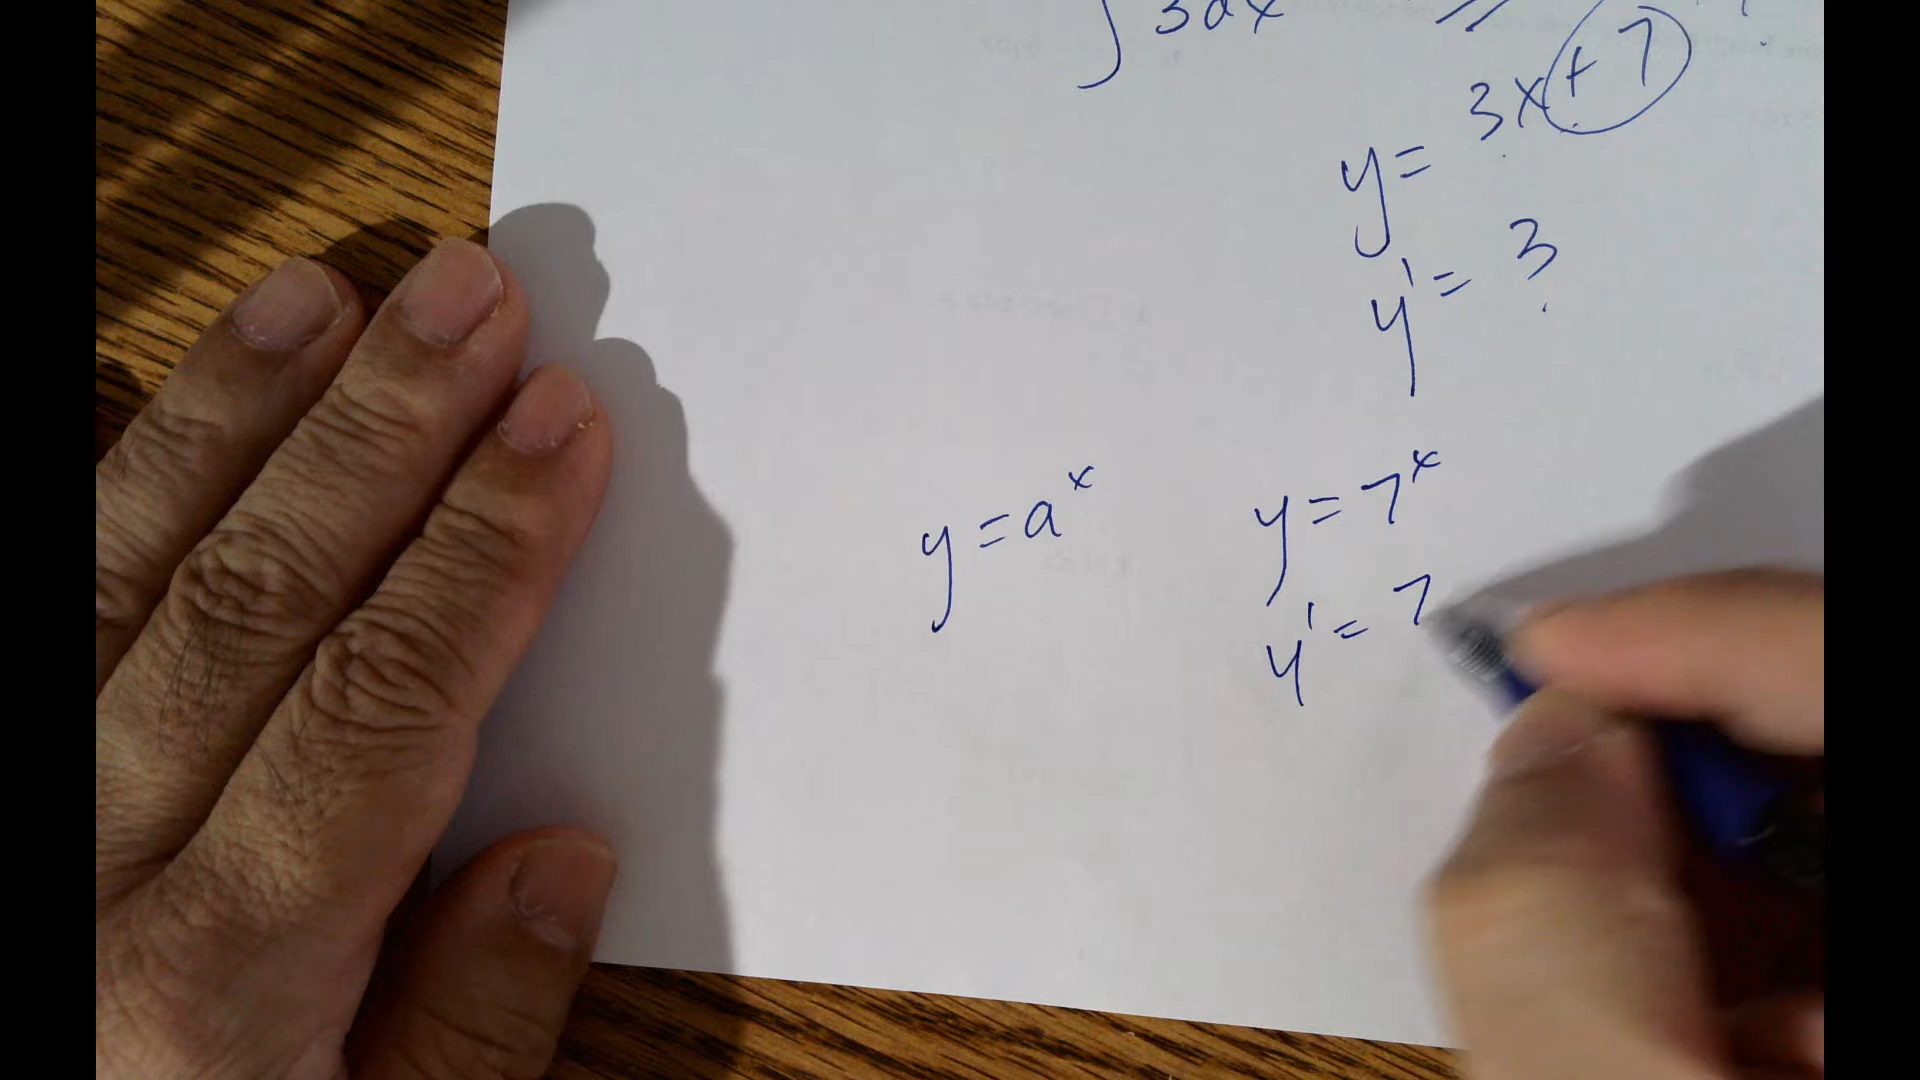 ∫ 3dx
3x + 7
y =
y' = 3
y = a^x
y = 7^x
y' = 7